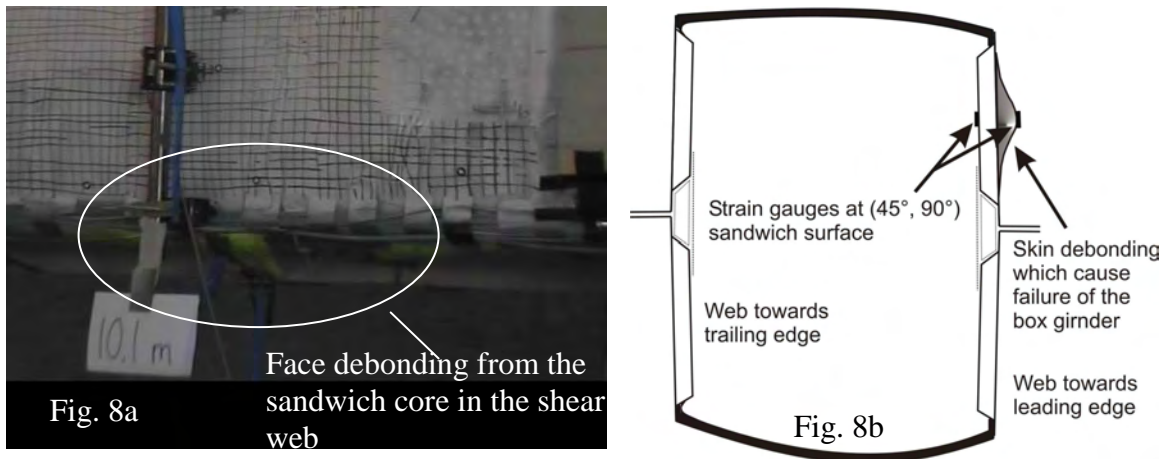 10.1 m
Fig. 8a
Face debonding from the
sandwich core in the shear
web
Strain gauges at (45°, 90°)
sandwich surface
Skin debonding
which cause
failure of the
box girnder
Web towards
trailing edge
Web towards
leading edge
Fig. 8b